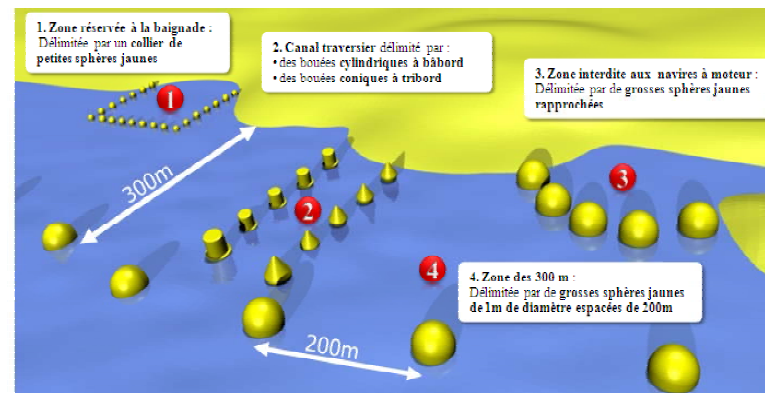 1. Zone réservée à la baignade :
Délimitée par un collier de
petites sphères jaunes
2. Canal traversier délimité par :
• des bouées cylindriques à bâbord
• des bouées coniques à tribord
3. Zone interdite aux navires à moteur :
Délimitée par de grosses sphères jaunes
rapprochées
1
300m
2
3
4
4. Zone des 300 m :
Délimitée par de grosses sphères jaunes
de 1m de diamètre espacées de 200m
200m